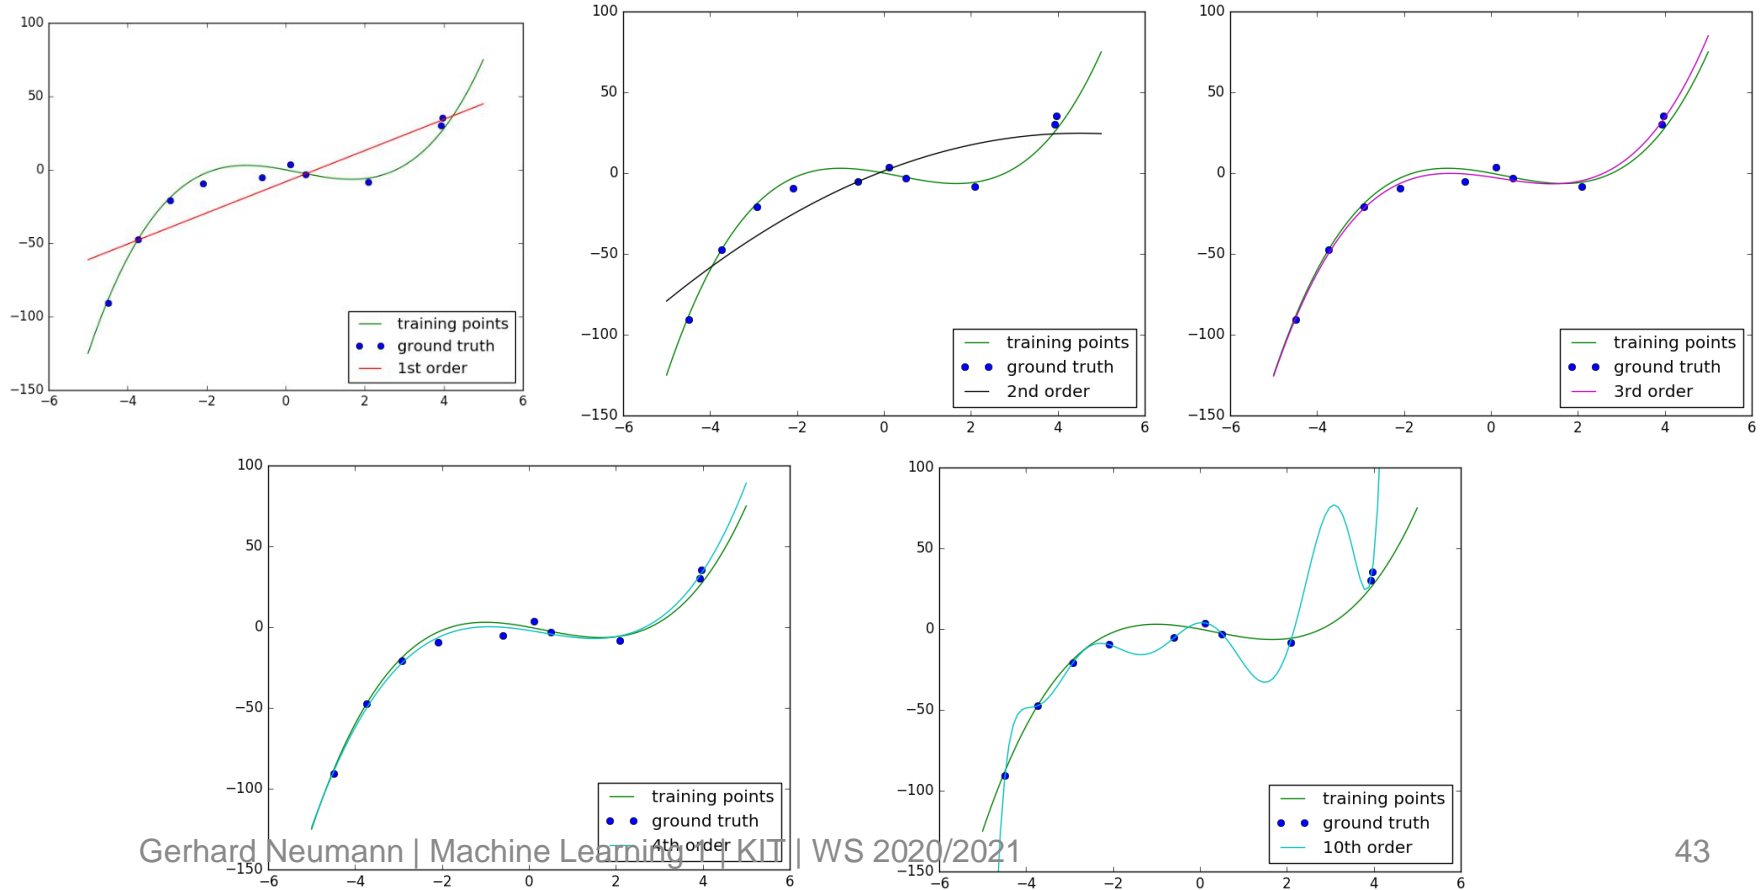 100
50
0
−50
−100
−150
−6 −4 −2 0 2 4 6
training points
ground truth
1st order
100
50
0
−50
−100
−150
−6 −4 −2 0 2 4 6
training points
ground truth
2nd order
100
50
0
−50
−100
−150
−6 −4 −2 0 2 4 6
training points
ground truth
3rd order
100
50
0
−50
−100
−150
−6 −4 −2 0 2 4 6
training points
ground truth
4th order
100
50
0
−50
−100
−150
−6 −4 −2 0 2 4 6
training points
ground truth
10th order
Gerhard Neumann | Machine Learning 1 | KIT | WS 2020/2021
43